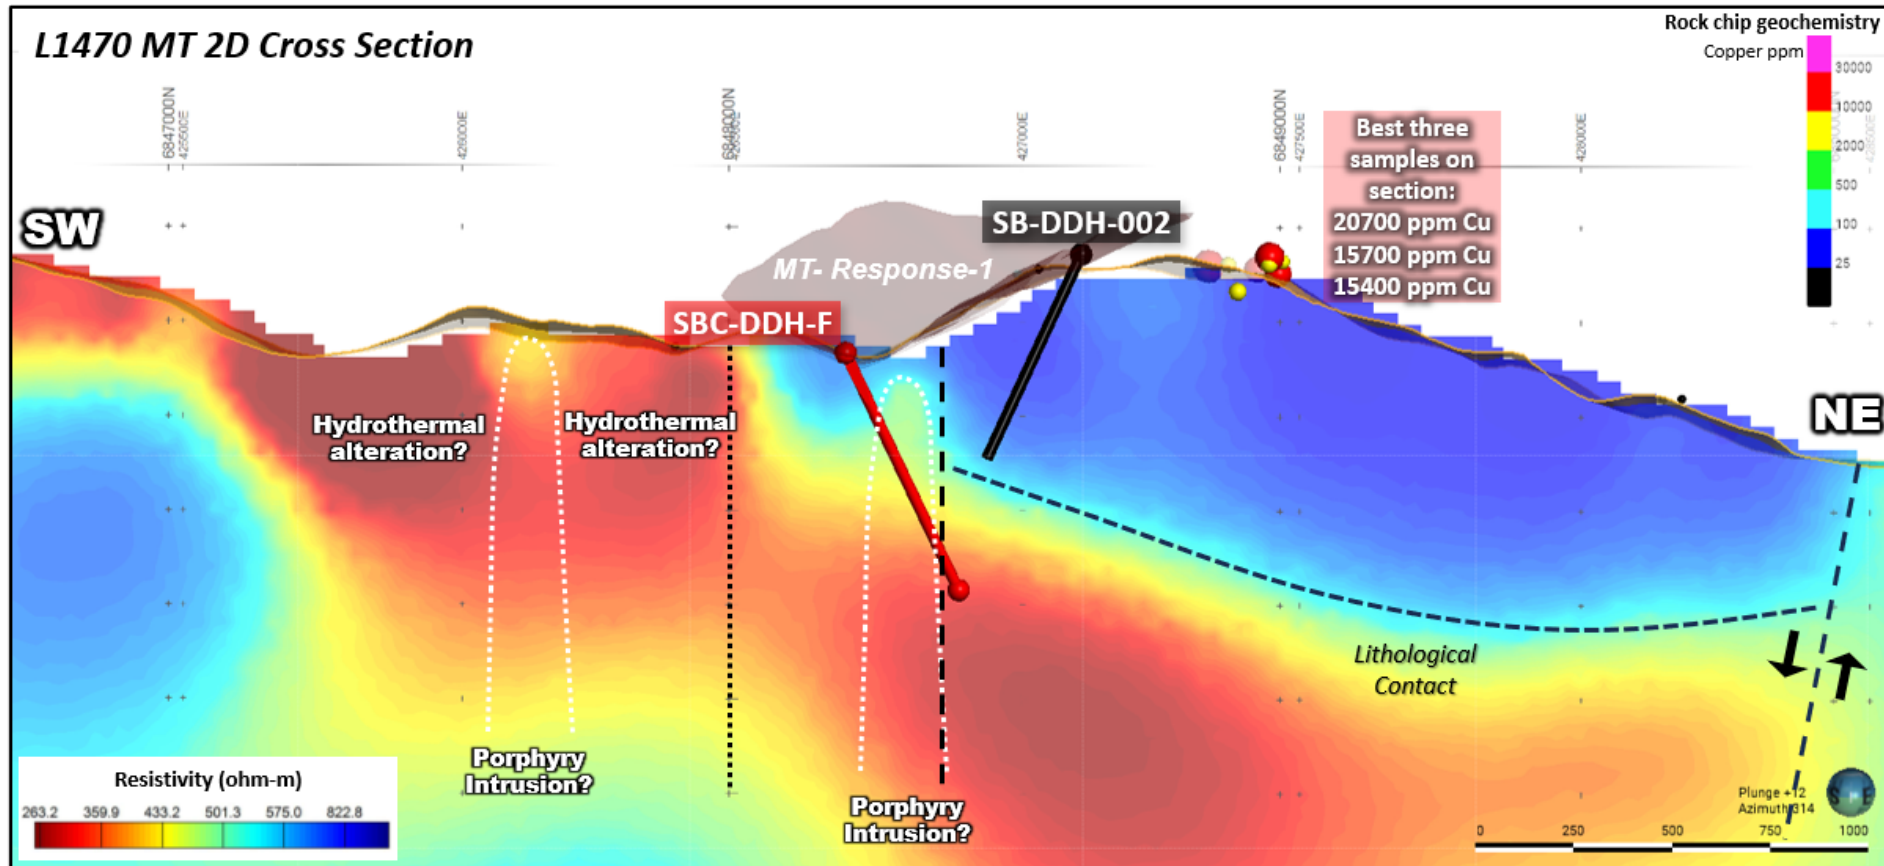 L1470 MT 2D Cross Section
Rock chip geochemistry
Copper ppm
30000
10000
2000
500
100
25
6847000N
426000E
6848000N
427000E
6849000N
427500E
428000E
Best three
samples on
section:
20700 ppm Cu
15700 ppm Cu
15400 ppm Cu
SW
SB-DDH-002
MT- Response-1
SBC-DDH-F
NE
Hydrothermal
alteration?
Hydrothermal
alteration?
Lithological
Contact
Porphyry
Intrusion?
Porphyry
Intrusion?
Resistivity (ohm-m)
263.2 359.9 433.2 501.3 575.0 822.8
Plunge +12
Azimuth 314
0 250 500 750 1000